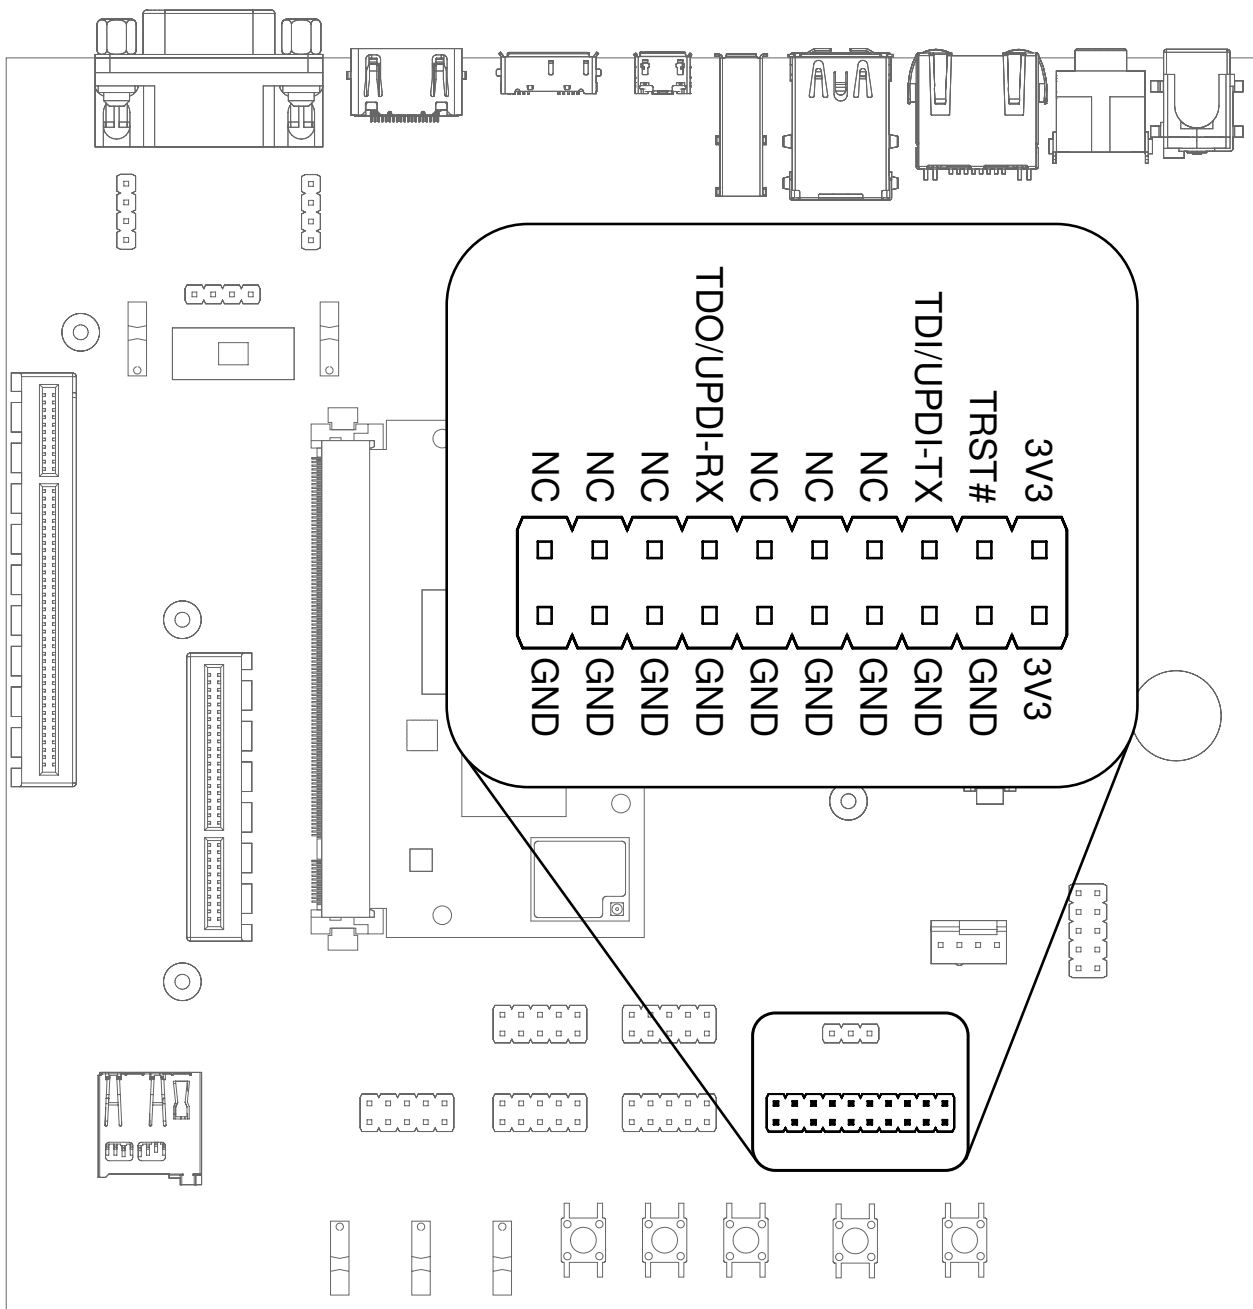 NC
NC
NC
TDO/UPDI-RX
NC
NC
NC
TDI/UPDI-TX
TRST#
3V3
GND
GND
GND
GND
GND
GND
GND
GND
GND
3V3